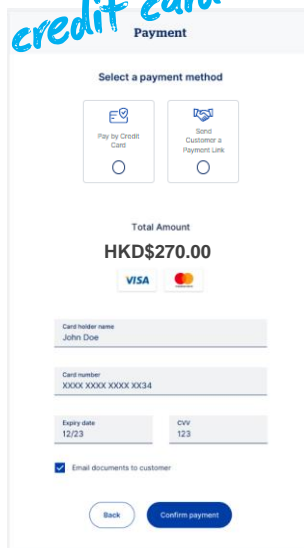 credit card
Payment
Select a payment method
Pay by Credit
Card
Send
Customer a
Payment Link
Total Amount
HKD$270.00
VISA
Card holder name
John Doe
Card number
XXXX XXXX XXXX XX34
Expiry date
12/23
CVV
123
Email documents to customer
Back
Confirm payment